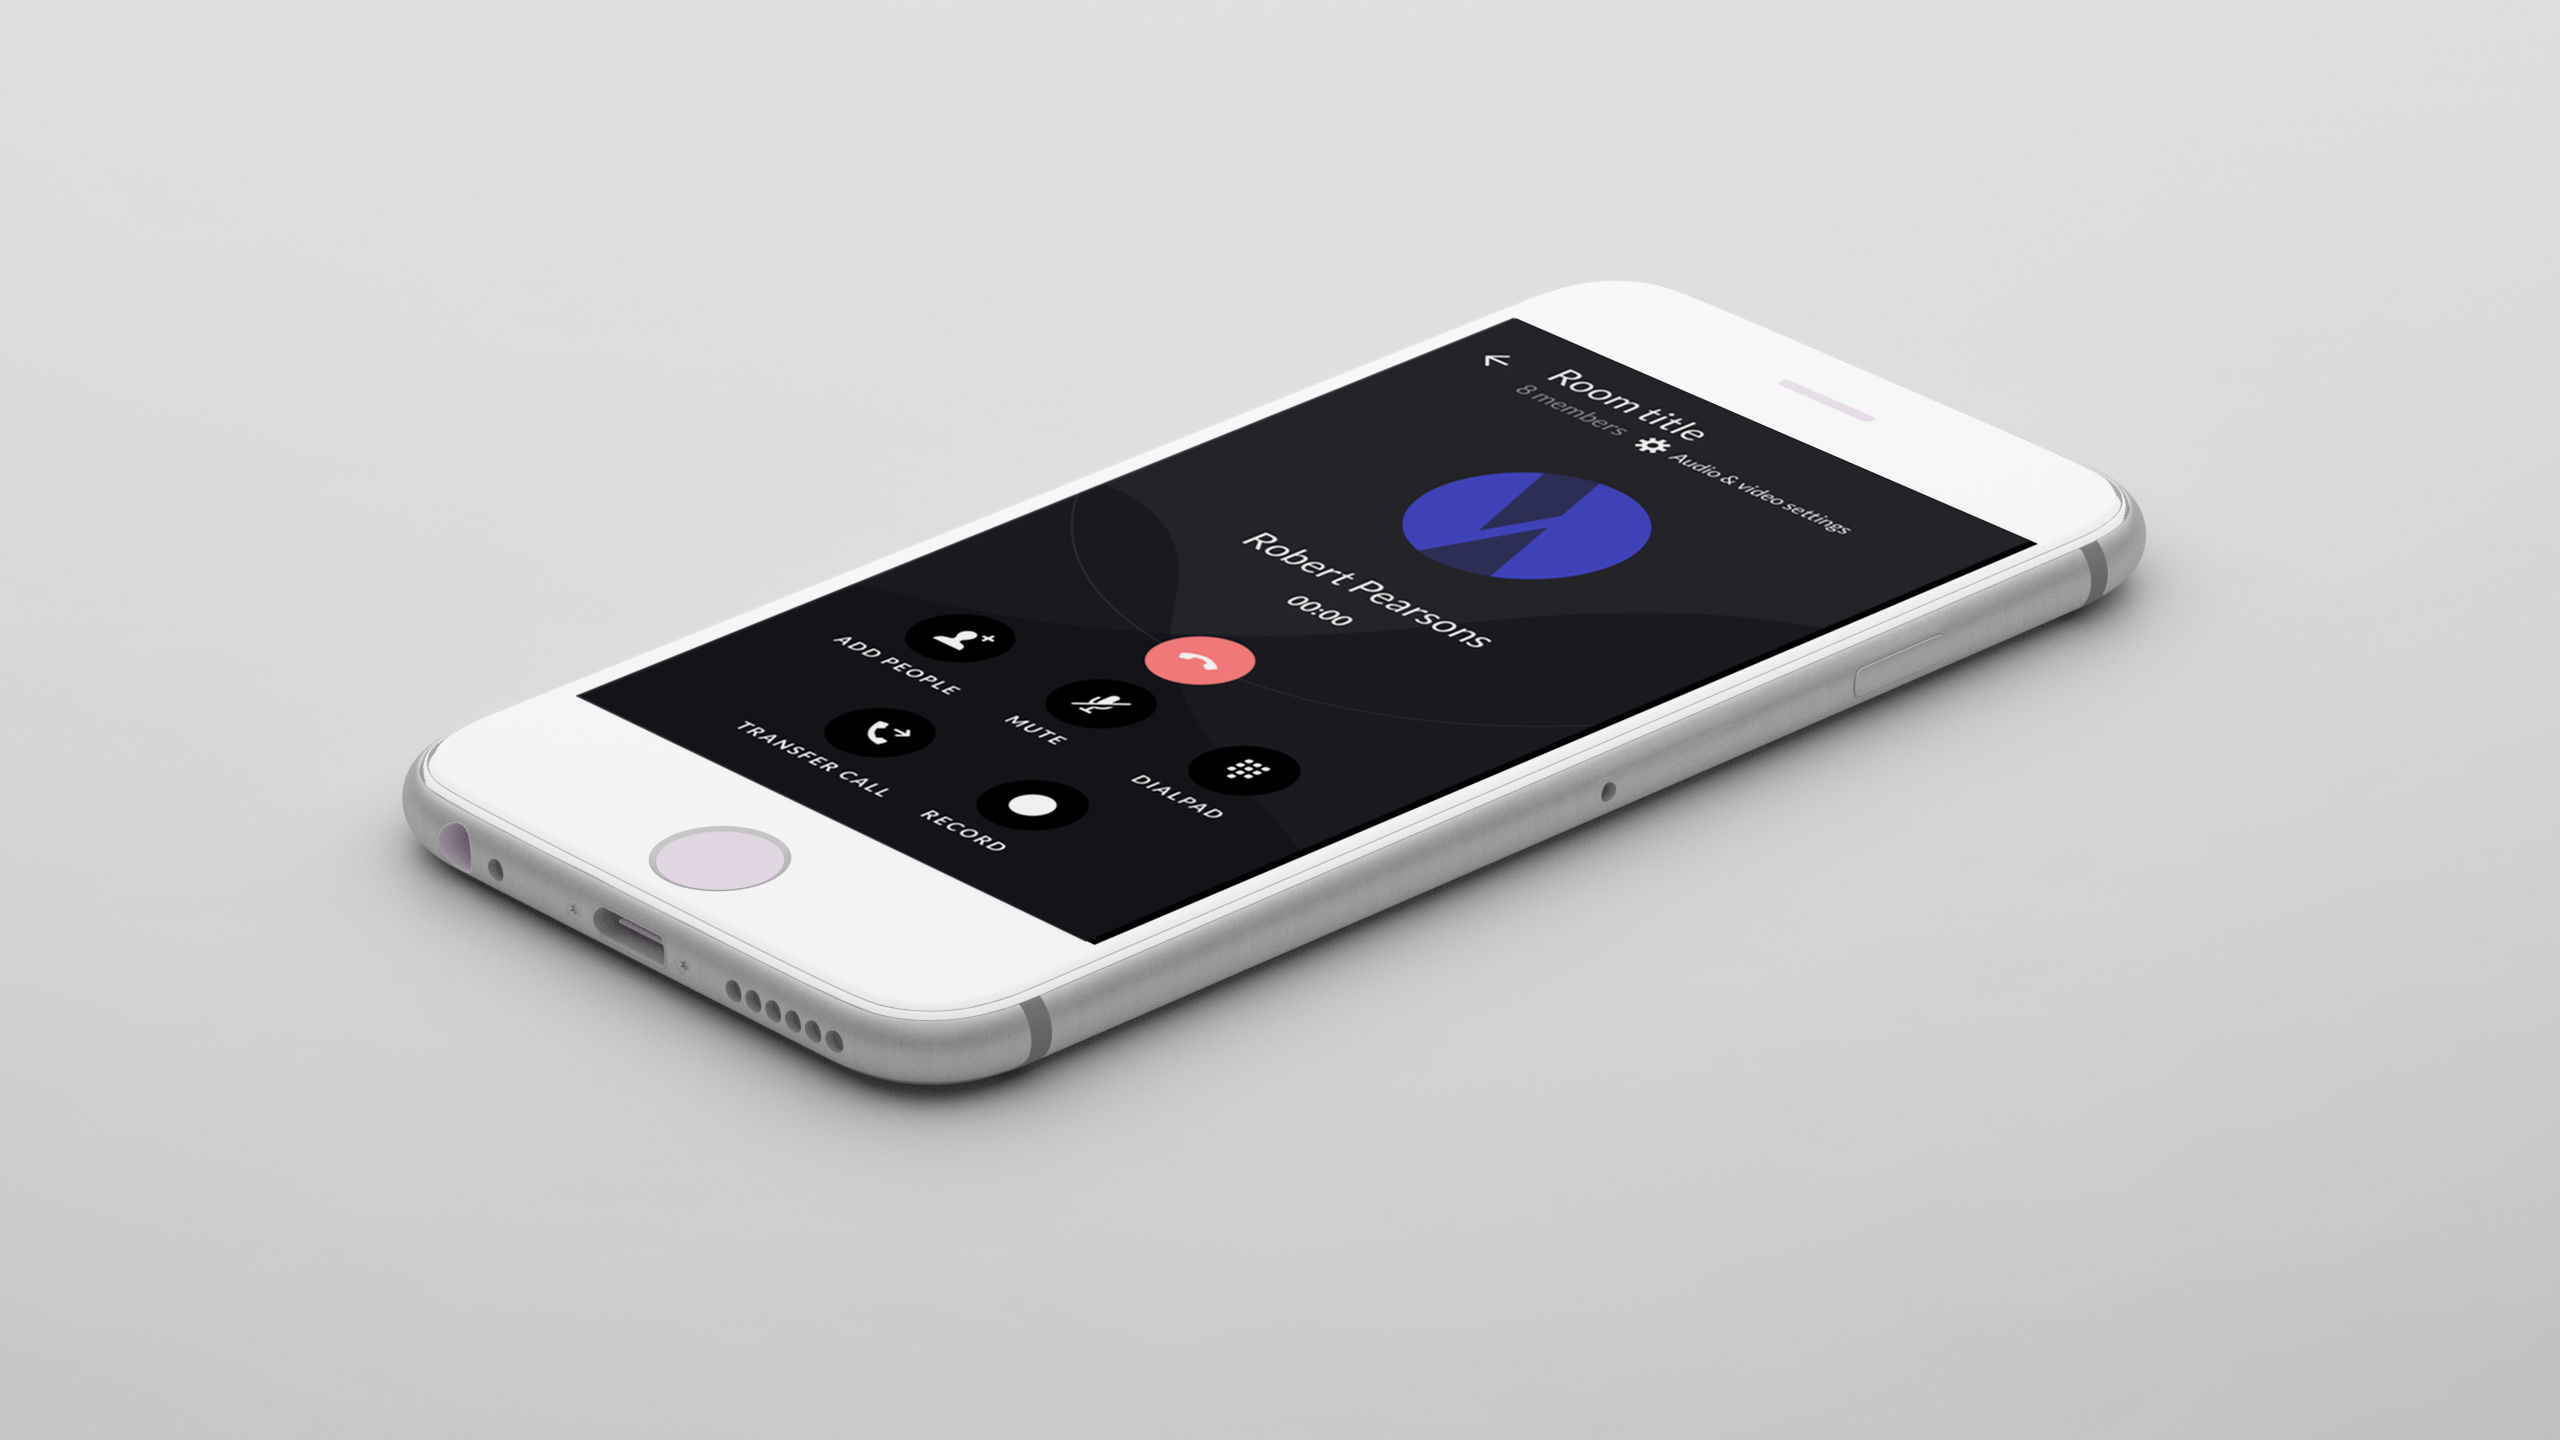 Room title
8 members
Audio & video settings
Robert Pearsons
00:00
ADD PEOPLE
MUTE
DIALPAD
TRANSFER CALL
RECORD